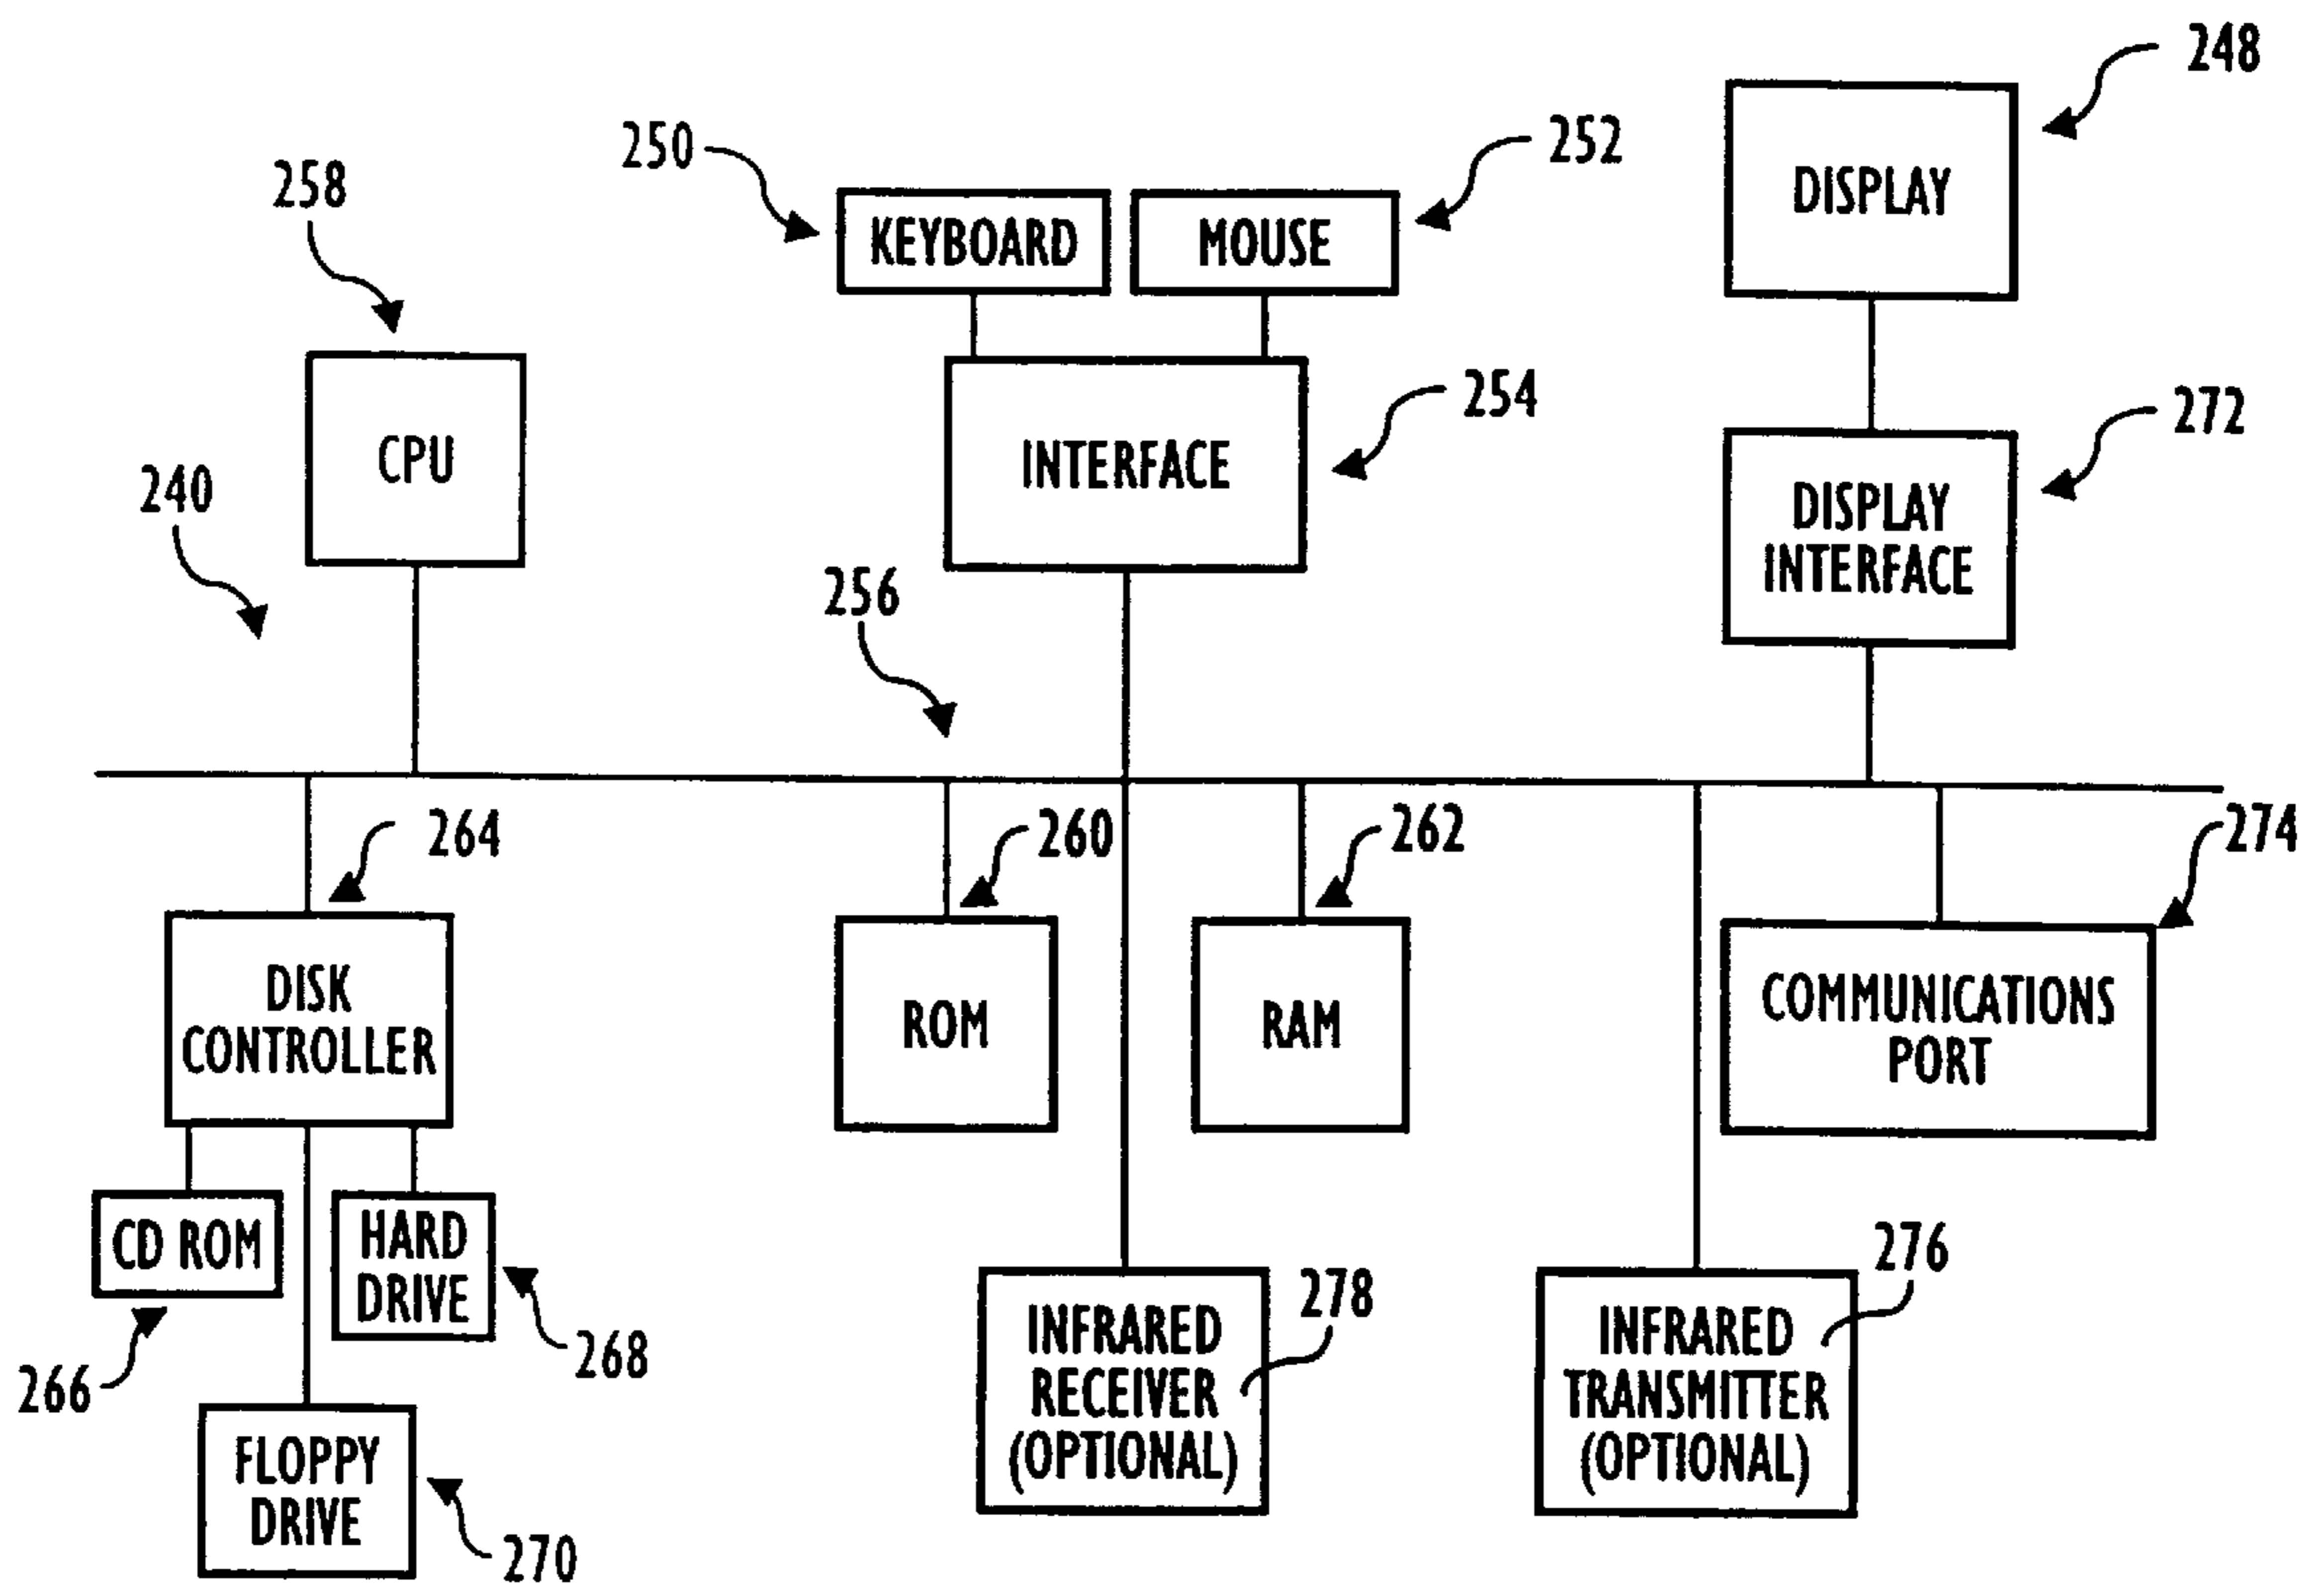 248
250
252
258
KEYBOARD
MOUSE
DISPLAY
254
272
CPU
INTERFACE
240
DISPLAY
INTERFACE
256
264
260
262
274
DISK
CONTROLLER
ROM
RAM
COMMUNICATIONS
PORT
CD ROM
HARD
DRIVE
266
268
278
276
INFRARED
RECEIVER
(OPTIONAL)
INFRARED
TRANSMITTER
(OPTIONAL)
FLOPPY
DRIVE
270